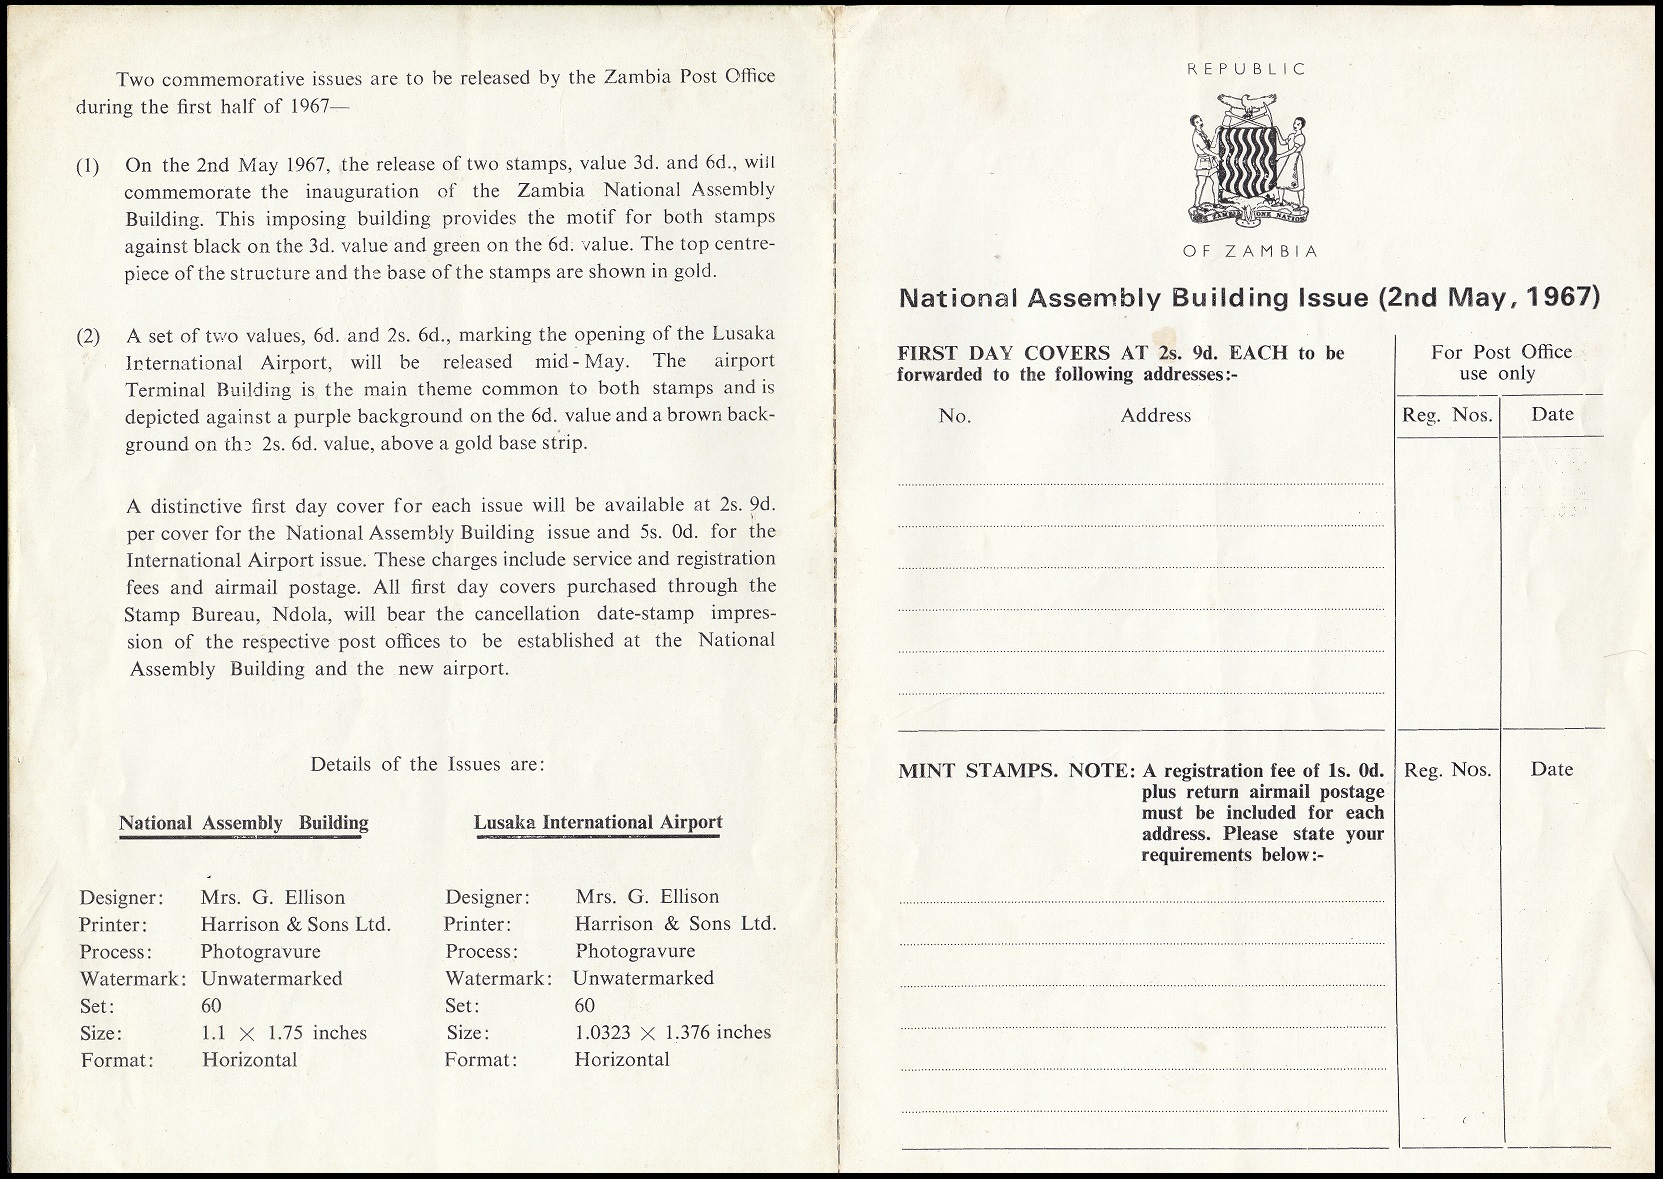 Two commemorative issues are to be released by the Zambia Post Office
during the first half of 1967—
(1) On the 2nd May 1967, the release of two stamps, value 3d. and 6d., will
commemorate the inauguration of the Zambia National Assembly
Building. This imposing building provides the motif for both stamps
against black on the 3d. value and green on the 6d. value. The top centre-
piece of the structure and the base of the stamps are shown in gold.
(2) A set of two values, 6d. and 2s. 6d., marking the opening of the Lusaka
International Airport, will be released mid-May. The airport
Terminal Building is the main theme common to both stamps and is
depicted against a purple background on the 6d. value and a brown back-
ground on the 2s. 6d. value, above a gold base strip.
A distinctive first day cover for each issue will be available at 2s. 9d.
per cover for the National Assembly Building issue and 5s. 0d. for the
International Airport issue. These charges include service and registration
fees and airmail postage. All first day covers purchased through the
Stamp Bureau, Ndola, will bear the cancellation date-stamp impres-
sion of the respective post offices to be established at the National
Assembly Building and the new airport.
Details of the Issues are:
National Assembly Building
Designer: Mrs. G. Ellison
Printer: Harrison & Sons Ltd.
Process: Photogravure
Watermark: Unwatermarked
Set: 60
Size: 1.1 × 1.75 inches
Format: Horizontal
Lusaka International Airport
Designer: Mrs. G. Ellison
Printer: Harrison & Sons Ltd.
Process: Photogravure
Watermark: Unwatermarked
Set: 60
Size: 1.0323 × 1.376 inches
Format: Horizontal
REPUBLIC
ONE ZAMBIA ONE NATION
OF ZAMBIA
National Assembly Building Issue (2nd May, 1967)
FIRST DAY COVERS AT 2s. 9d. EACH to be
forwarded to the following addresses:-
No. Address
For Post Office
use only
Reg. Nos. Date
MINT STAMPS. NOTE: A registration fee of 1s. 0d.
plus return airmail postage
must be included for each
address. Please state your
requirements below:-
Reg. Nos. Date